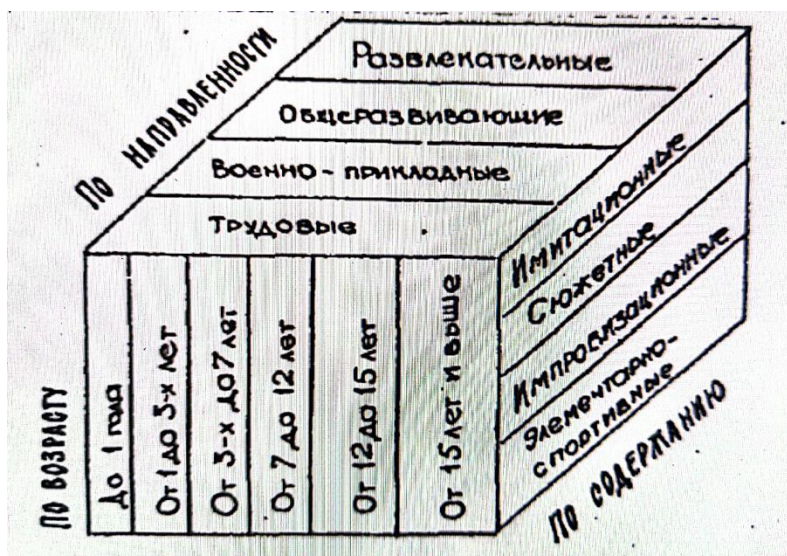 ПО НАПРАВЛЕННОСТИ
Развлекательные
Общеразвивающие
Военно-прикладные
Трудовые
ПО ВОЗРАСТУ
До 1 года
От 1 до 3-х лет
От 3-х до 7 лет
От 7 до 12 лет
От 12 до 15 лет
От 15 лет и выше
Имитационные
Сюжетные
Импровизационные
Элементарно-
спортивные
ПО СОДЕРЖАНИЮ